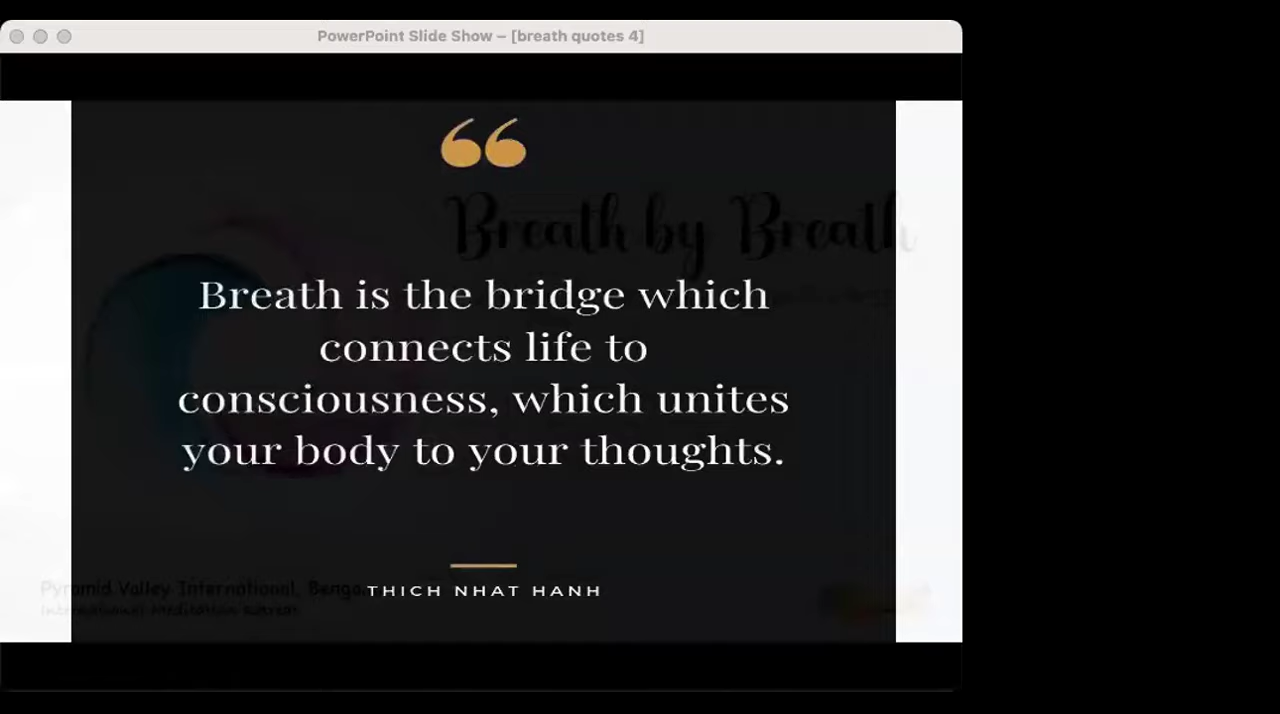 PowerPoint Slide Show – [breath quotes 4]
“
Breath by Breath
Breath is the bridge which
connects life to
consciousness, which unites
your body to your thoughts.
Pyramid Valley International,
THICH NHAT HANH